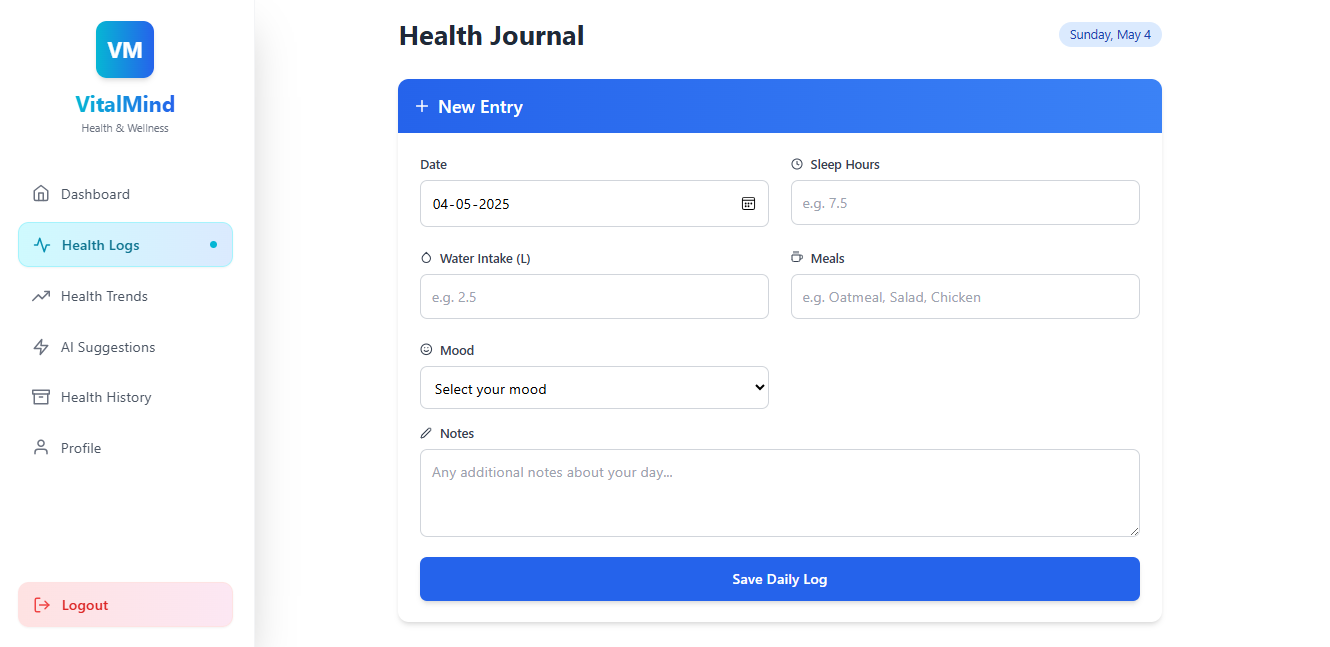 VM
VitalMind
Health & Wellness
Dashboard
Health Logs
Health Trends
AI Suggestions
Health History
Profile
Logout
Health Journal
Sunday, May 4
+ New Entry
Date
04-05-2025
Sleep Hours
e.g. 7.5
Water Intake (L)
e.g. 2.5
Meals
e.g. Oatmeal, Salad, Chicken
Mood
Select your mood
Notes
Any additional notes about your day...
Save Daily Log